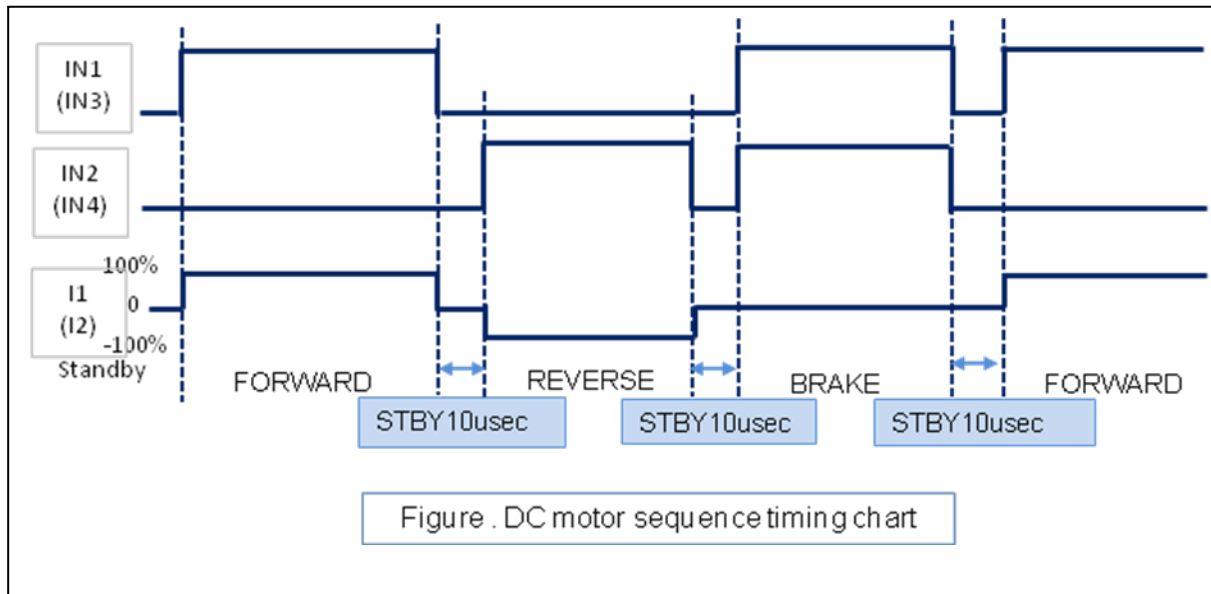 IN1
(IN3)
IN2
(IN4)
100%
I1
(I2)
0
-100%
Standby
FORWARD
REVERSE
BRAKE
FORWARD
STBY10usec
STBY10usec
STBY10usec
Figure . DC motor sequence timing chart